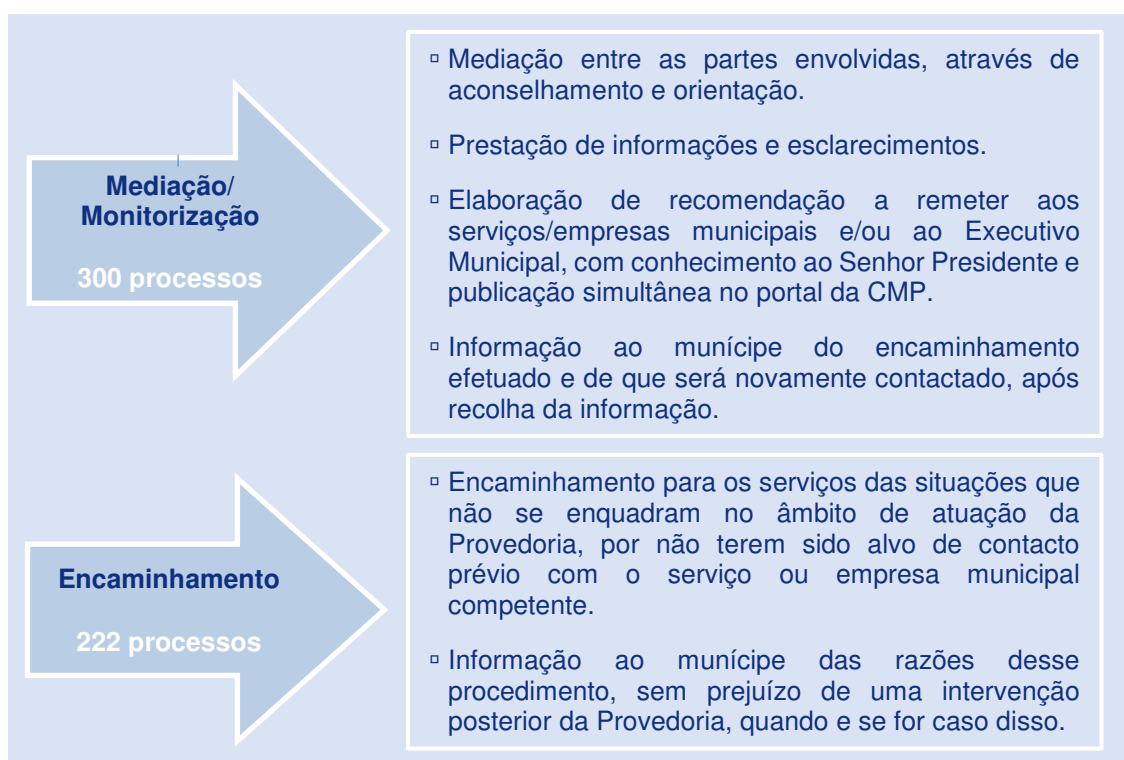 Mediação/
Monitorização
300 processos
▫ Mediação entre as partes envolvidas, através de
aconselhamento e orientação.
▫ Prestação de informações e esclarecimentos.
▫ Elaboração de recomendação a remeter aos
serviços/empresas municipais e/ou ao Executivo
Municipal, com conhecimento ao Senhor Presidente e
publicação simultânea no portal da CMP.
▫ Informação ao munícipe do encaminhamento
efetuado e de que será novamente contactado, após
recolha da informação.
Encaminhamento
222 processos
▫ Encaminhamento para os serviços das situações que
não se enquadram no âmbito de atuação da
Provedoria, por não terem sido alvo de contacto
prévio com o serviço ou empresa municipal
competente.
▫ Informação ao munícipe das razões desse
procedimento, sem prejuízo de uma intervenção
posterior da Provedoria, quando e se for caso disso.